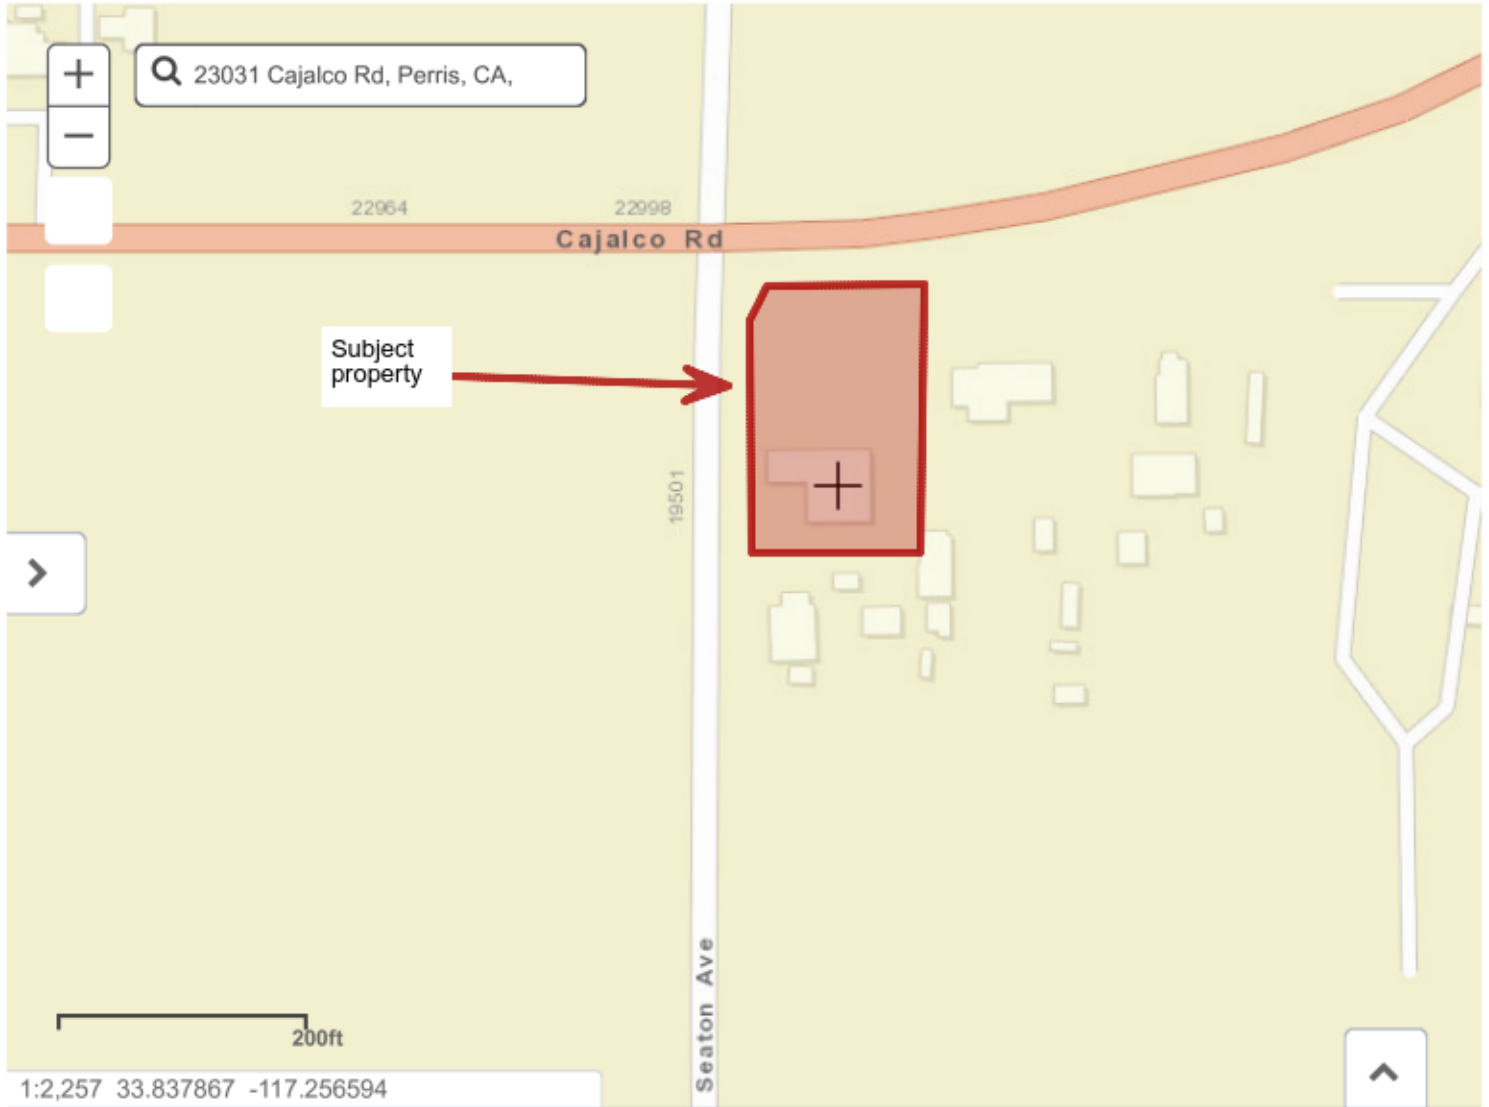 23031 Cajalco Rd, Perris, CA,
22964
22998
Cajalco Rd
Subject
property
19501
Seaton Ave
200ft
1:2,257 33.837867 -117.256594